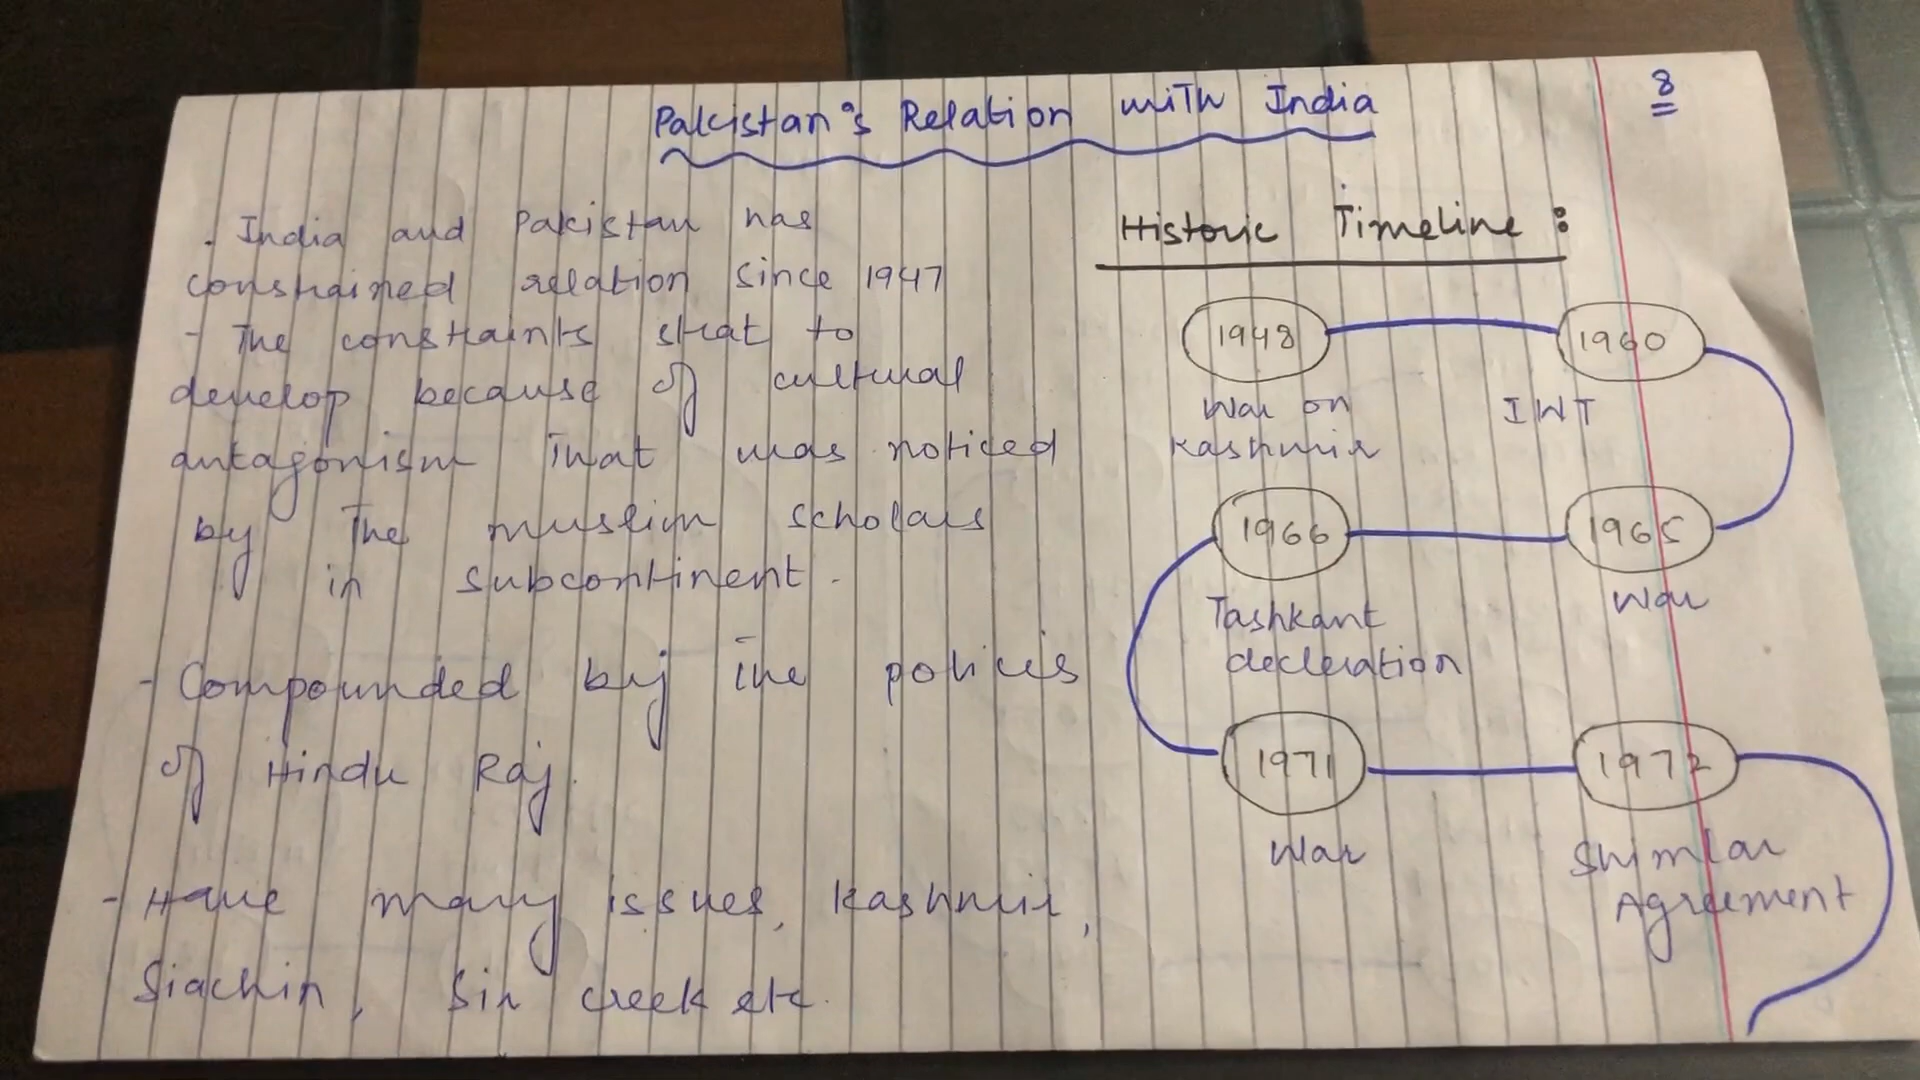 8
Pakistan's Relation with India
. India and Pakistan has
constrained relation since 1947
- The constraints strat to
develop because of cultural
antagonism that was noticed
by the muslim scholars
in subcontinent.
- Compounded by the policies
of Hindu Raj.
- Have many issues, Kashmir,
Siachin, Sir creek etc.
Historic Timeline:
1948 1960
War on
Kashmir
IWT
1966 1965
Tashkant
decleration
War
1971 1972
War
Shimlar
Agreement